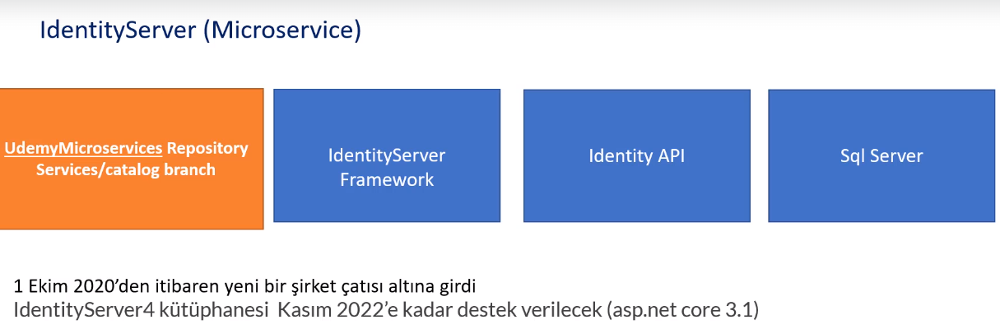 IdentityServer (Microservice)
UdemyMicroservices Repository
Services/catalog branch
IdentityServer
Framework
Identity API
Sql Server
1 Ekim 2020’den itibaren yeni bir şirket çatısı altına girdi
IdentityServer4 kütüphanesi Kasım 2022’e kadar destek verilecek (asp.net core 3.1)